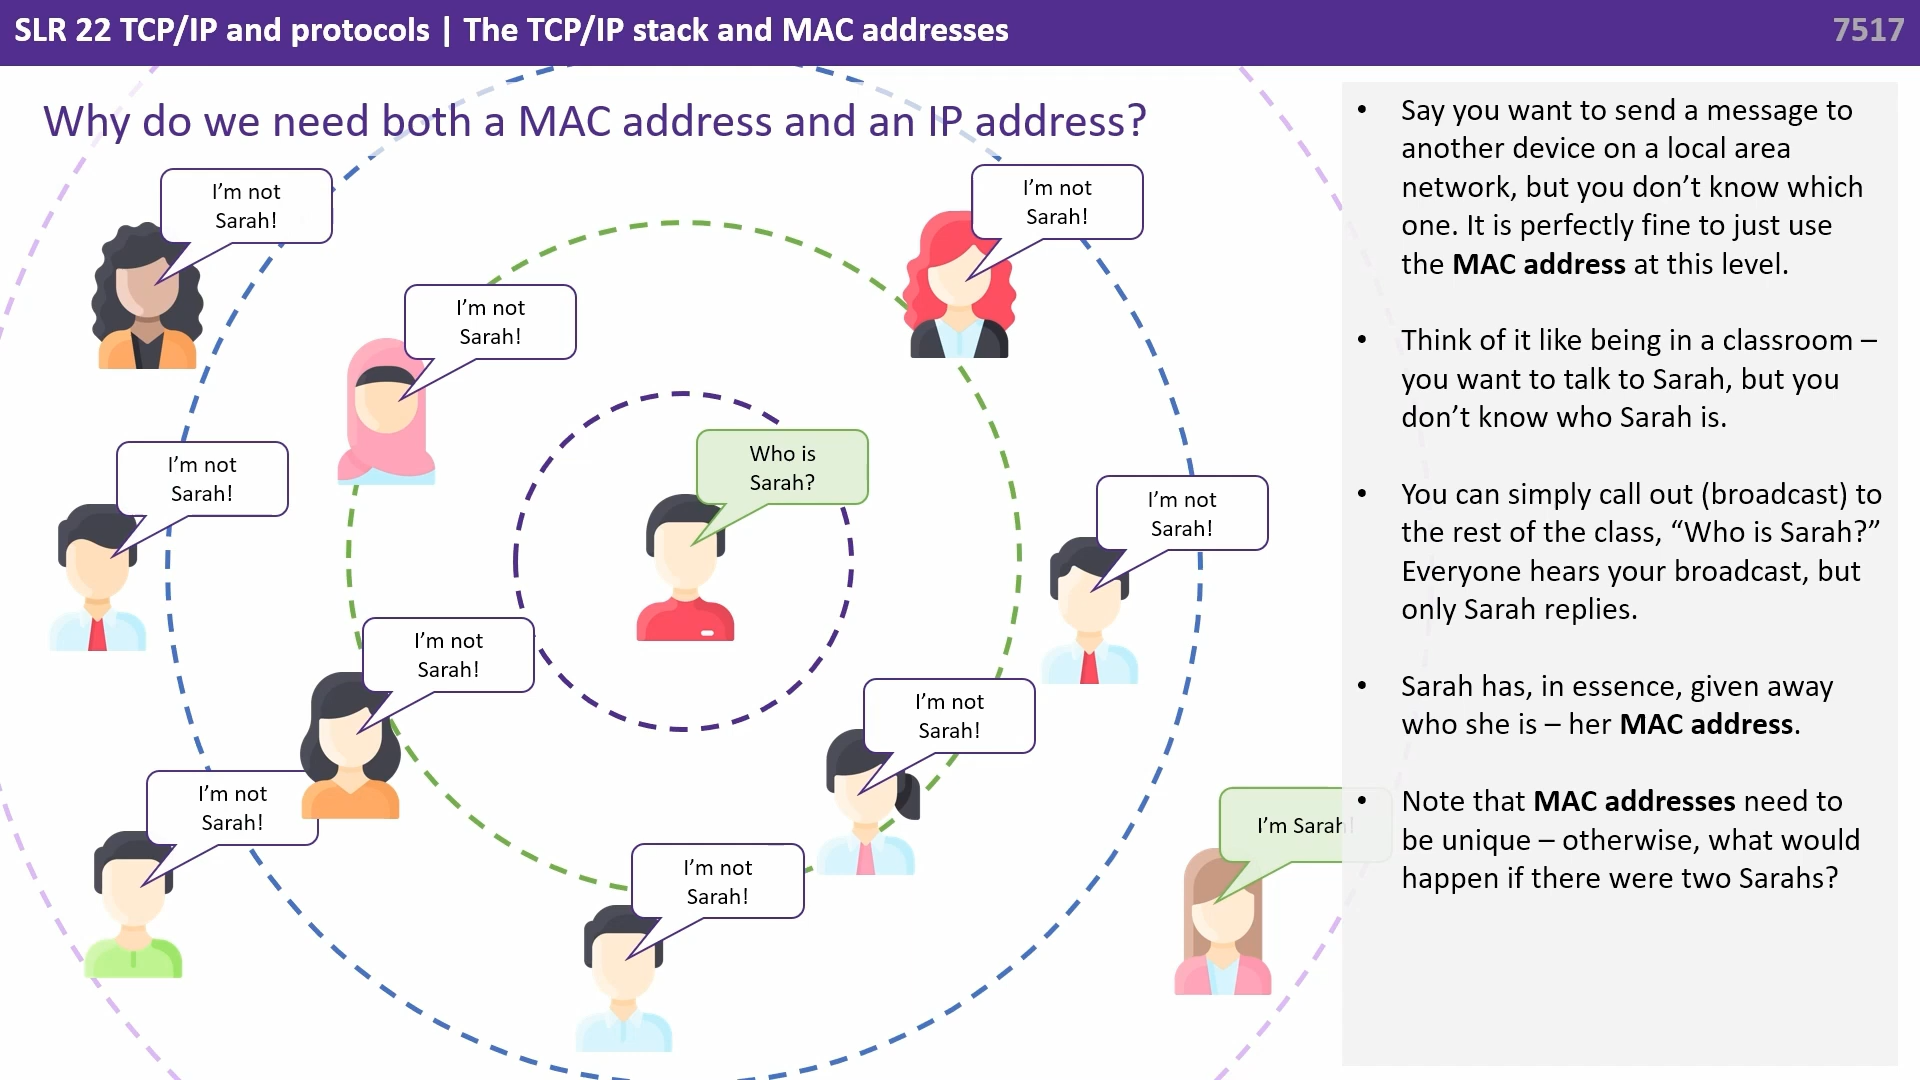 SLR 22 TCP/IP and protocols | The TCP/IP stack and MAC addresses
7517
Why do we need both a MAC address and an IP address?
I'm not
Sarah!
I'm not
Sarah!
I'm not
Sarah!
I'm not
Sarah!
Who is
Sarah?
I'm not
Sarah!
I'm not
Sarah!
I'm not
Sarah!
I'm not
Sarah!
I'm not
Sarah!
I'm Sarah!
• Say you want to send a message to
another device on a local area
network, but you don't know which
one. It is perfectly fine to just use
the MAC address at this level.
• Think of it like being in a classroom –
you want to talk to Sarah, but you
don't know who Sarah is.
• You can simply call out (broadcast) to
the rest of the class, “Who is Sarah?”
Everyone hears your broadcast, but
only Sarah replies.
• Sarah has, in essence, given away
who she is – her MAC address.
• Note that MAC addresses need to
be unique – otherwise, what would
happen if there were two Sarahs?